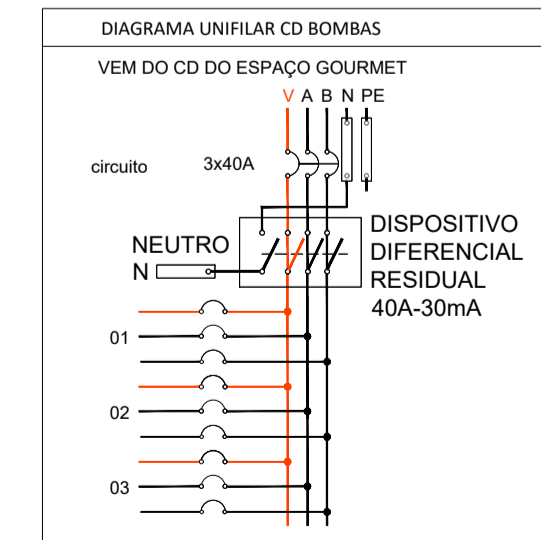 DIAGRAMA UNIFILAR CD BOMBAS
VEM DO CD DO ESPAÇO GOURMET
V A B N PE
circuito 3x40A
DISPOSITIVO
DIFERENCIAL
RESIDUAL
40A-30mA
NEUTRO
N
01
02
03